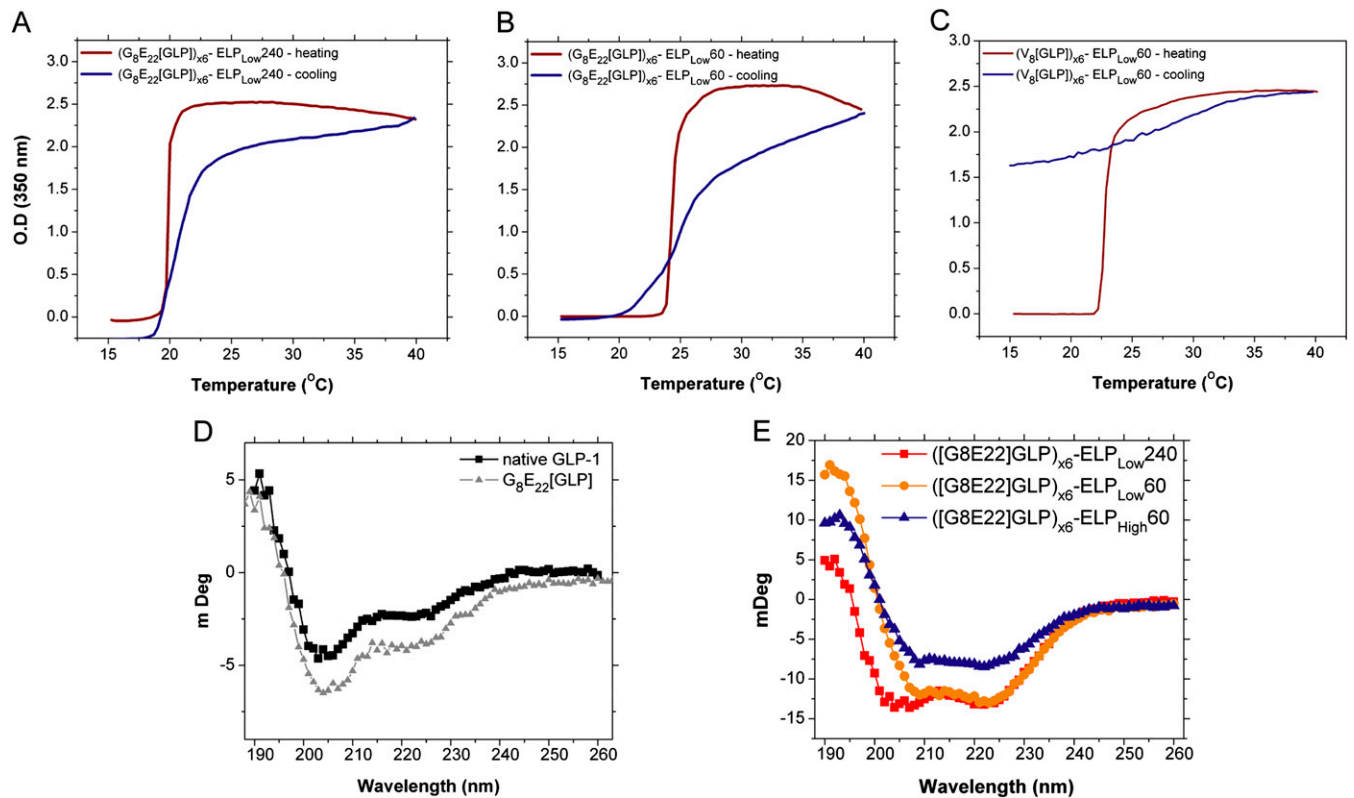 A
(G8E22[GLP])x6- ELPLow240 - heating
(G8E22[GLP])x6- ELPLow240 - cooling
3.0
2.5
2.0
1.5
1.0
0.5
0.0
O.D (350 nm)
15 20 25 30 35 40
Temperature (°C)
B
(G8E22[GLP])x6- ELPLow60 - heating
(G8E22[GLP])x6- ELPLow60 - cooling
3.0
2.5
2.0
1.5
1.0
0.5
0.0
15 20 25 30 35 40
Temperature (°C)
C
(V8[GLP])x6- ELPLow60 - heating
(V8[GLP])x6- ELPLow60 - cooling
3.0
2.5
2.0
1.5
1.0
0.5
0.0
15 20 25 30 35 40
Temperature (°C)
D
native GLP-1
G8E22[GLP]
5
0
-5
m Deg
190 200 210 220 230 240 250 260
Wavelength (nm)
E
([G8E22]GLP)x6-ELPLow240
([G8E22]GLP)x6-ELPLow60
([G8E22]GLP)x6-ELPHigh60
20
15
10
5
0
-5
-10
-15
mDeg
190 200 210 220 230 240 250 260
Wavelength (nm)